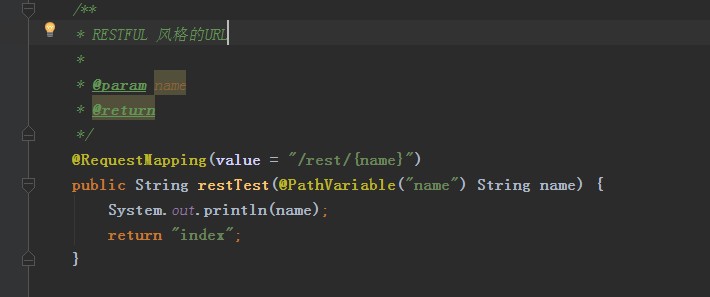 /**
* RESTFUL 风格的URL
*
* @param name
* @return
*/
@RequestMapping(value = "/rest/{name}")
public String restTest(@PathVariable("name") String name) {
System.out.println(name);
return "index";
}